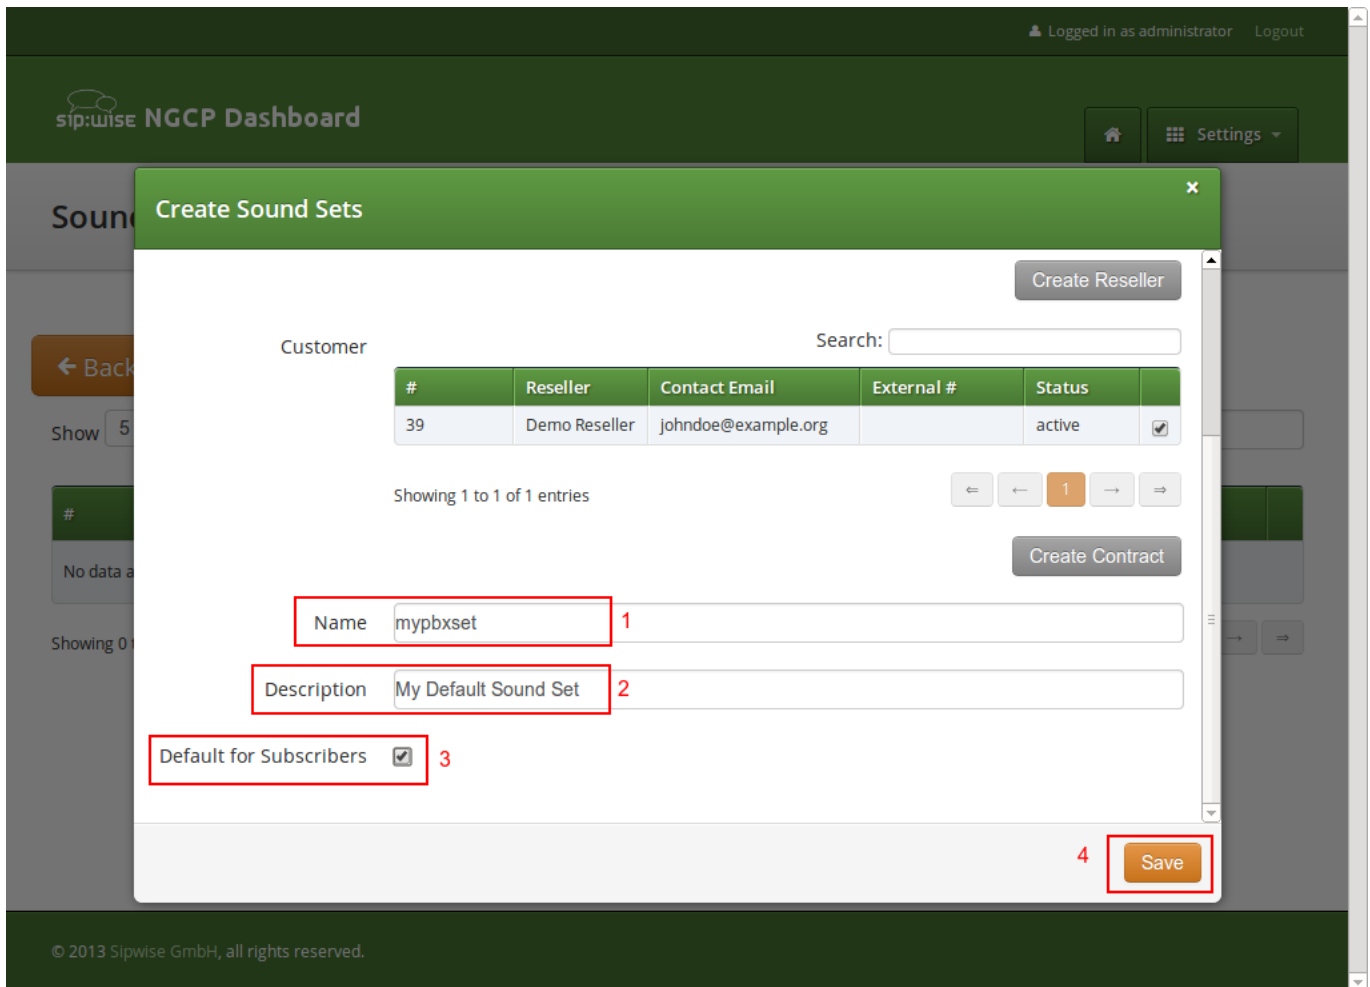 Logged in as administrator Logout
sip:wise NGCP Dashboard
Settings
Create Sound Sets ×
Soun
Create Reseller
Customer Search:
← Back
# Reseller Contact Email External # Status
39 Demo Reseller johndoe@example.org active
Show 5
Showing 1 to 1 of 1 entries ⇐ ← 1 → ⇒
#
Create Contract
No data a
Name mypbxset 1
Showing 0 t → ⇒
Description My Default Sound Set 2
Default for Subscribers 3
4 Save
© 2013 Sipwise GmbH, all rights reserved.